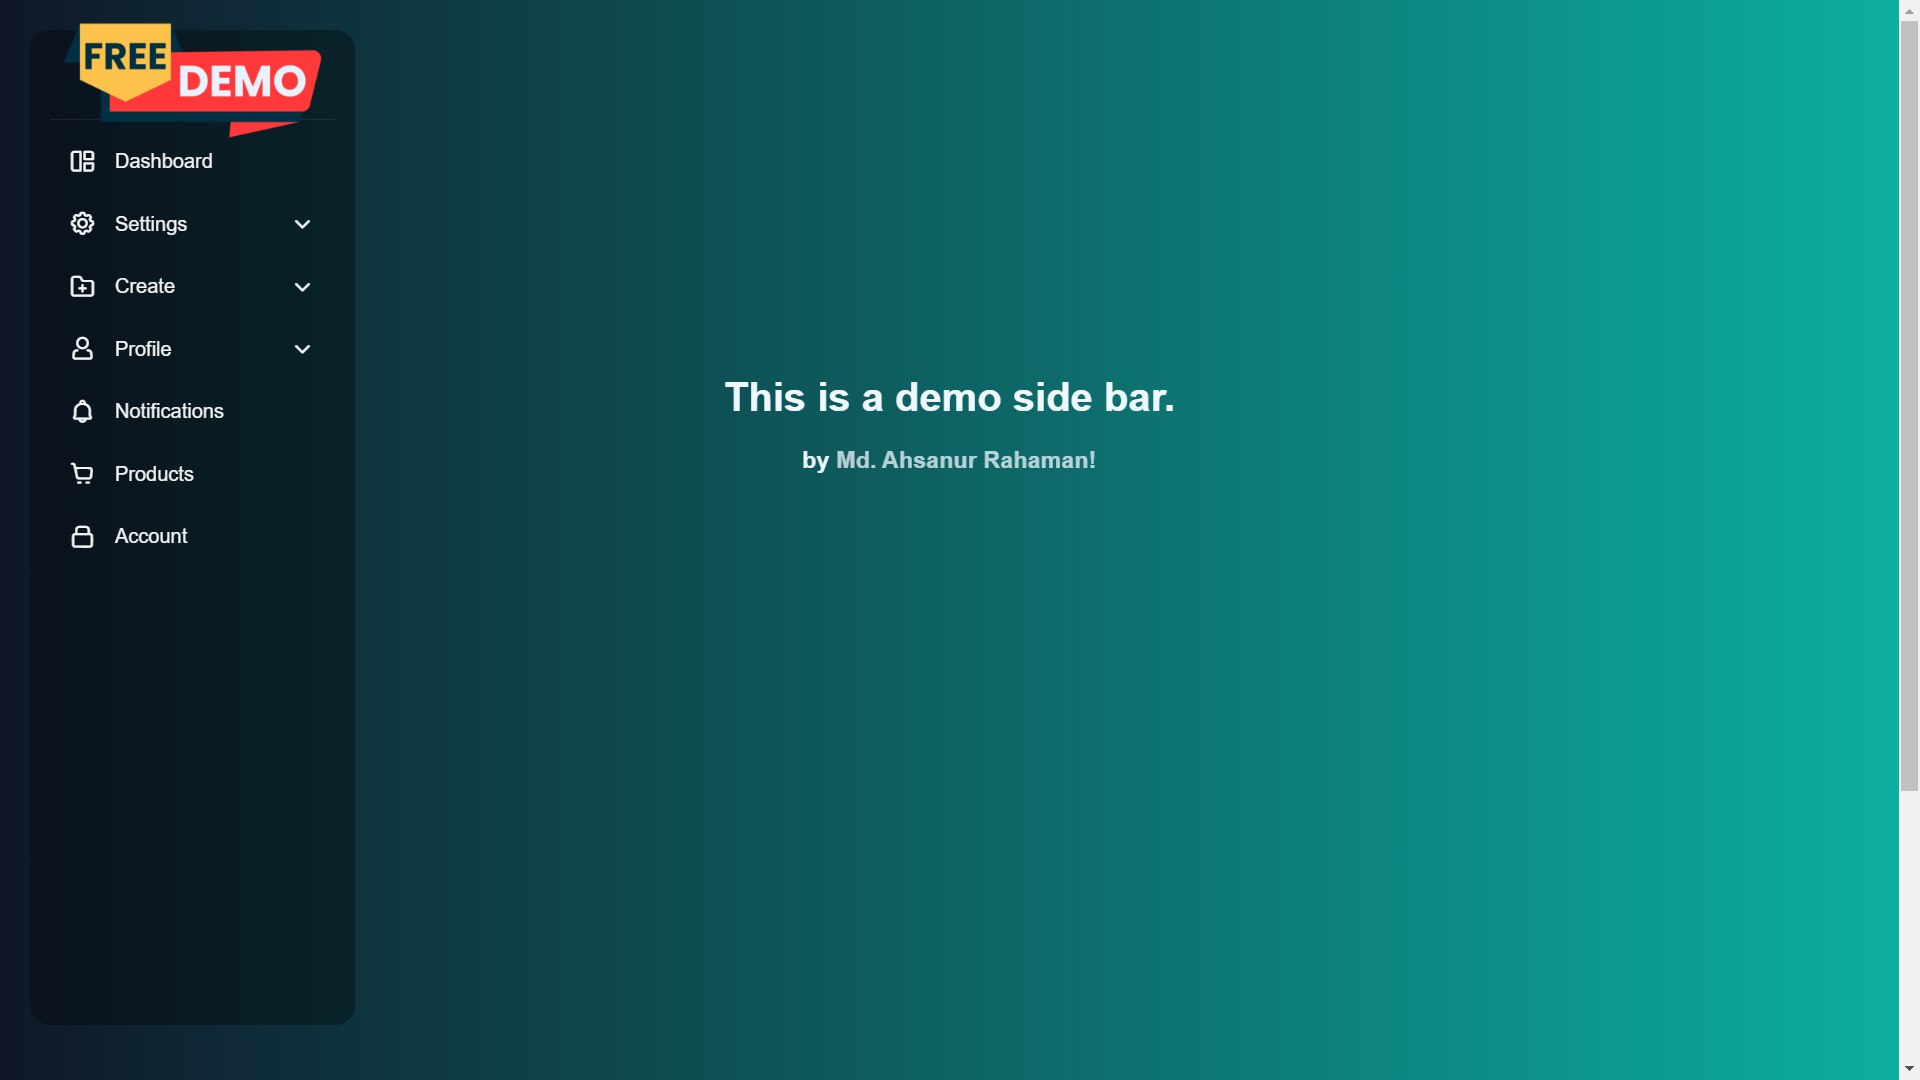 FREE
DEMO
Dashboard
Settings
Create
Profile
Notifications
Products
Account
This is a demo side bar.
by Md. Ahsanur Rahaman!